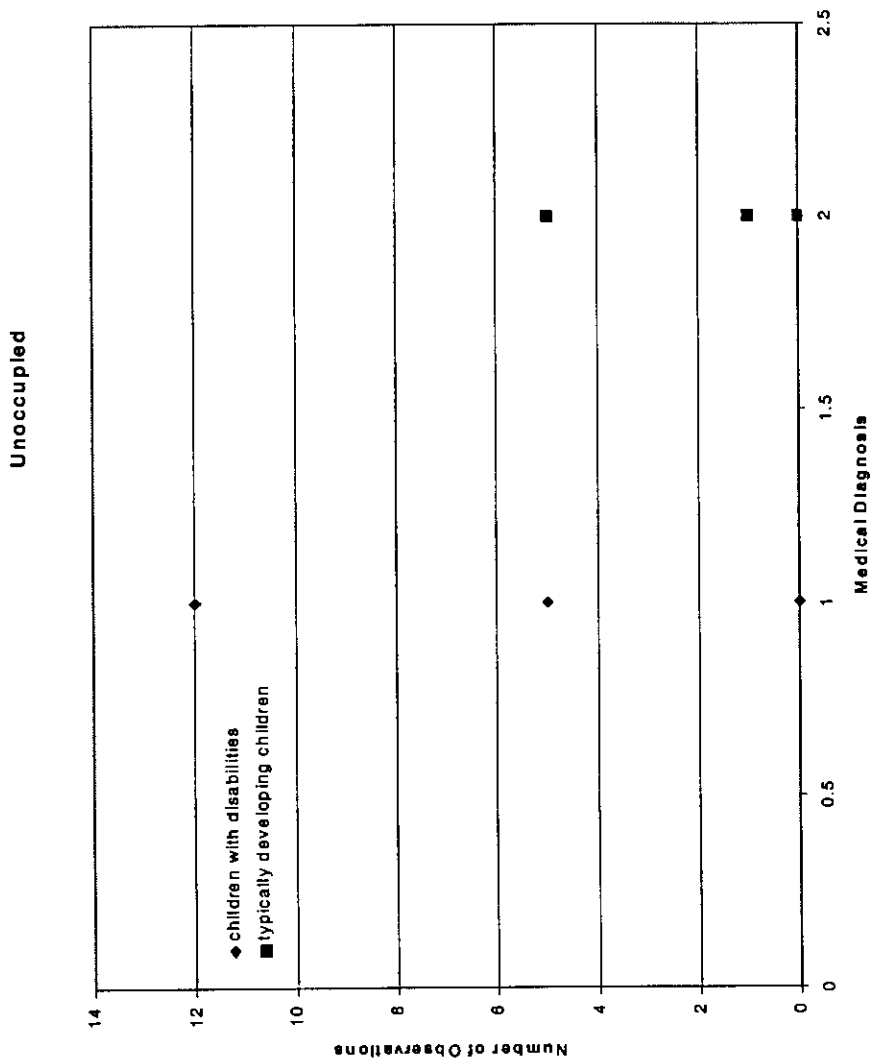 Unoccupied
14
12
10
8
6
4
2
0
Number of Observations
children with disabilities
typically developing children
0
0.5
1
1.5
2
2.5
Medical Diagnosis